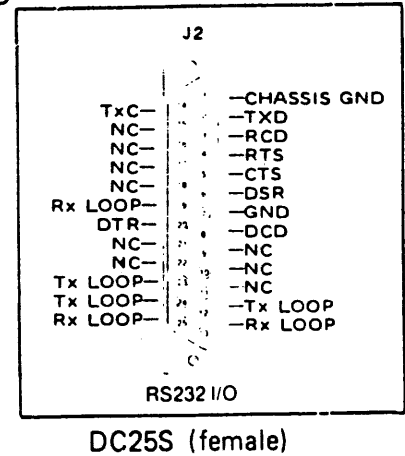 J2
CHASSIS GND
TxC
TXD
NC
RCD
NC
RTS
NC
CTS
NC
DSR
Rx LOOP
GND
DTR
DCD
NC
NC
NC
NC
Tx LOOP
NC
Tx LOOP
Tx LOOP
Rx LOOP
Rx LOOP
RS232 I/O
DC25S (female)